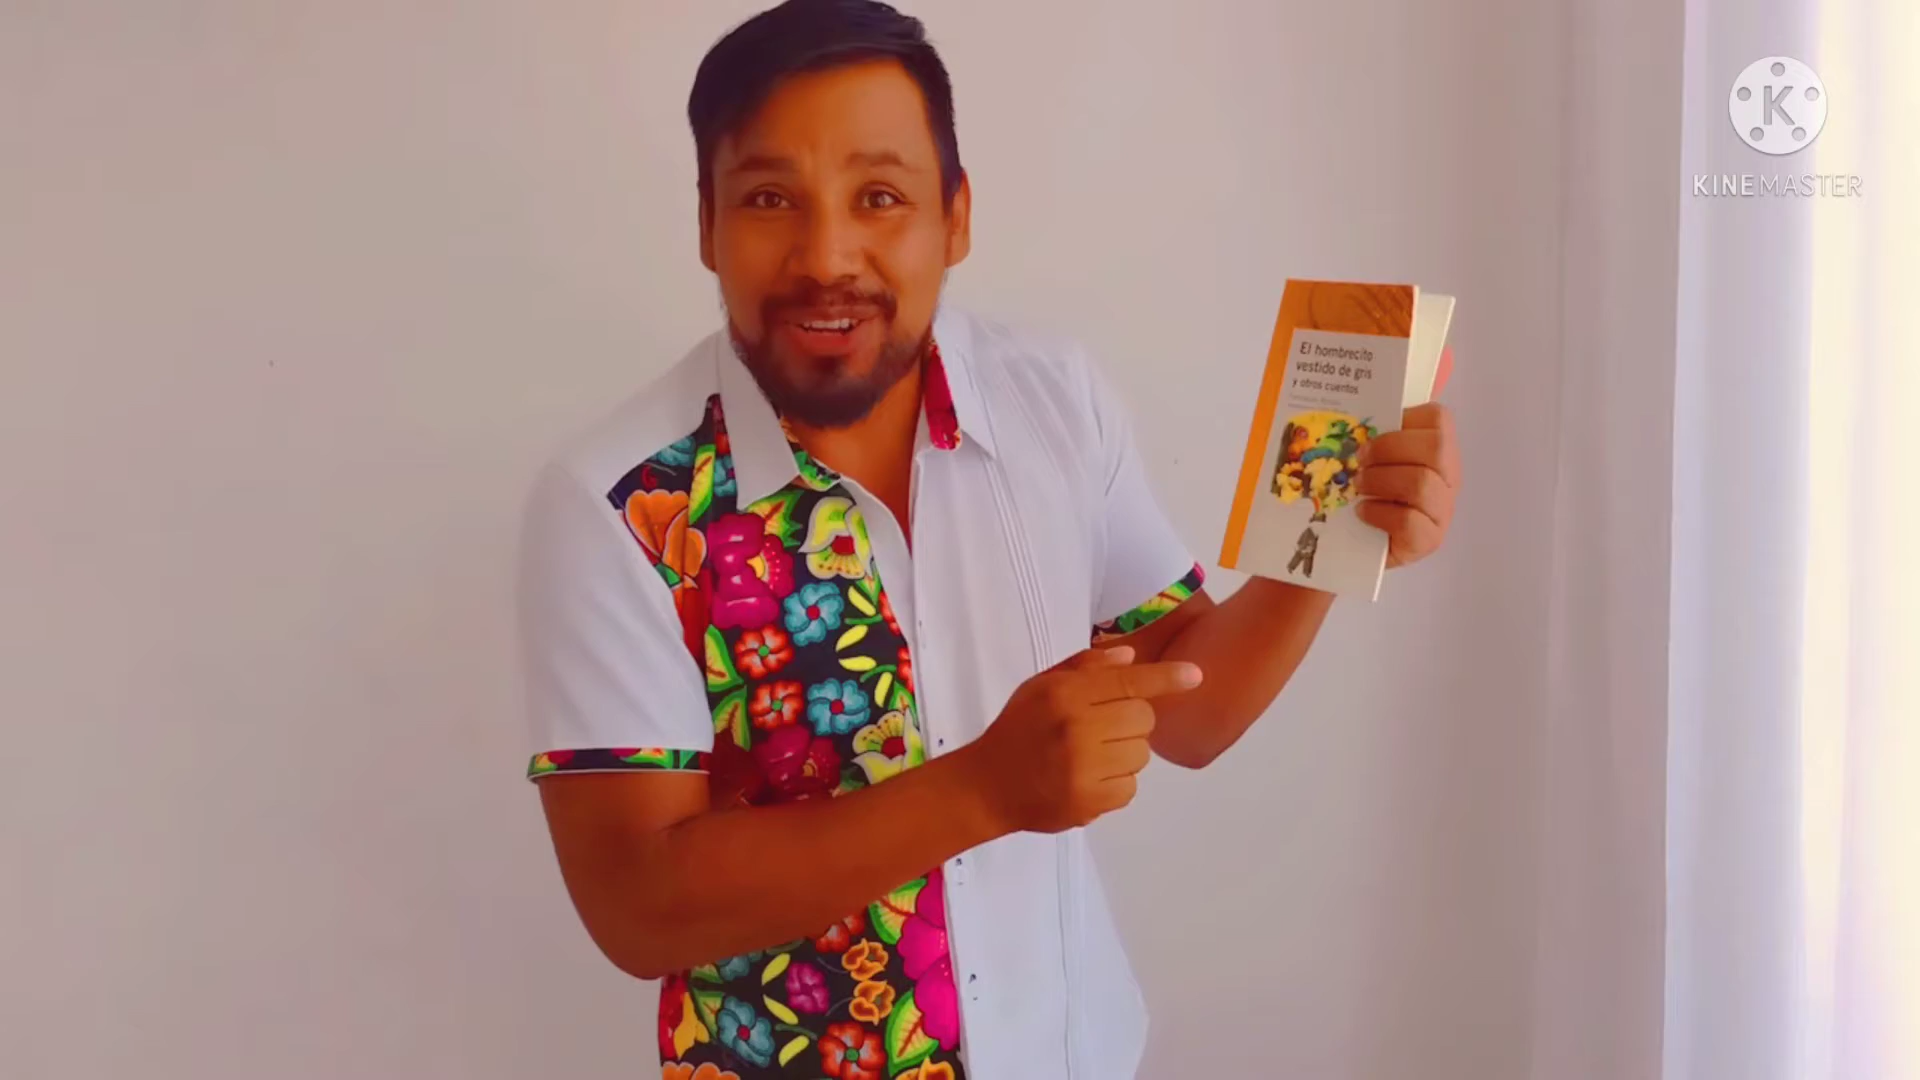 K
KINEMASTER
El hombrecito
vestido de gris
y otros cuentos